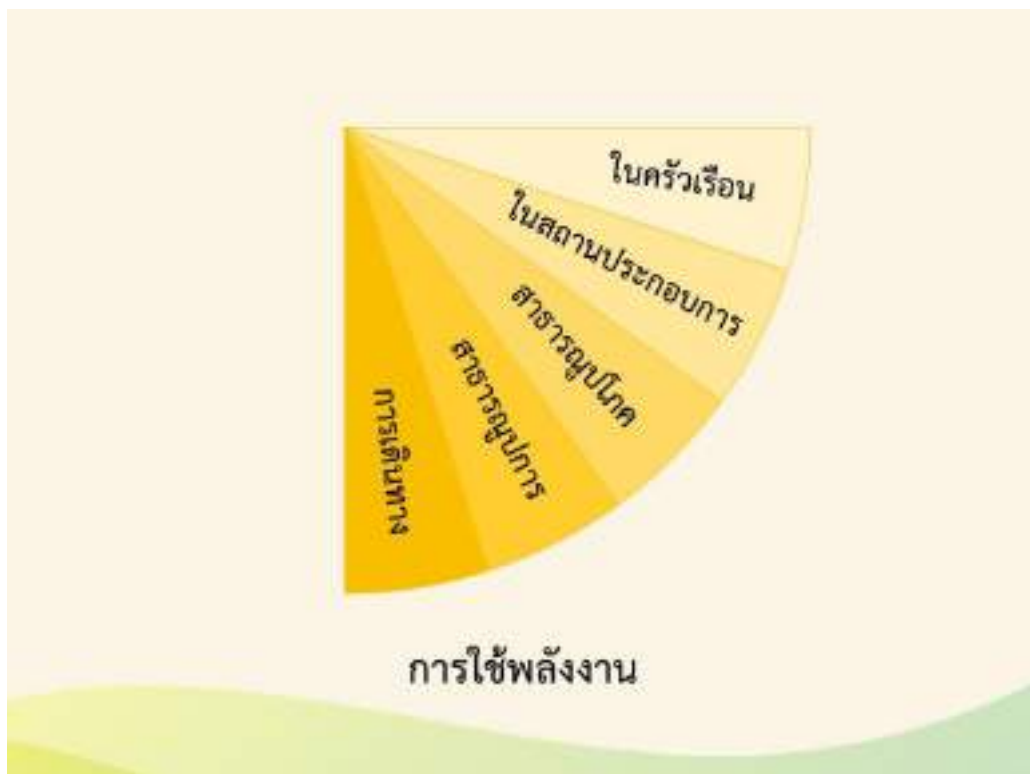 ในครัวเรือน
ในสถานประกอบการ
สาธารณูปโภค
สาธารณูปการ
การเดินทาง
การใช้พลังงาน